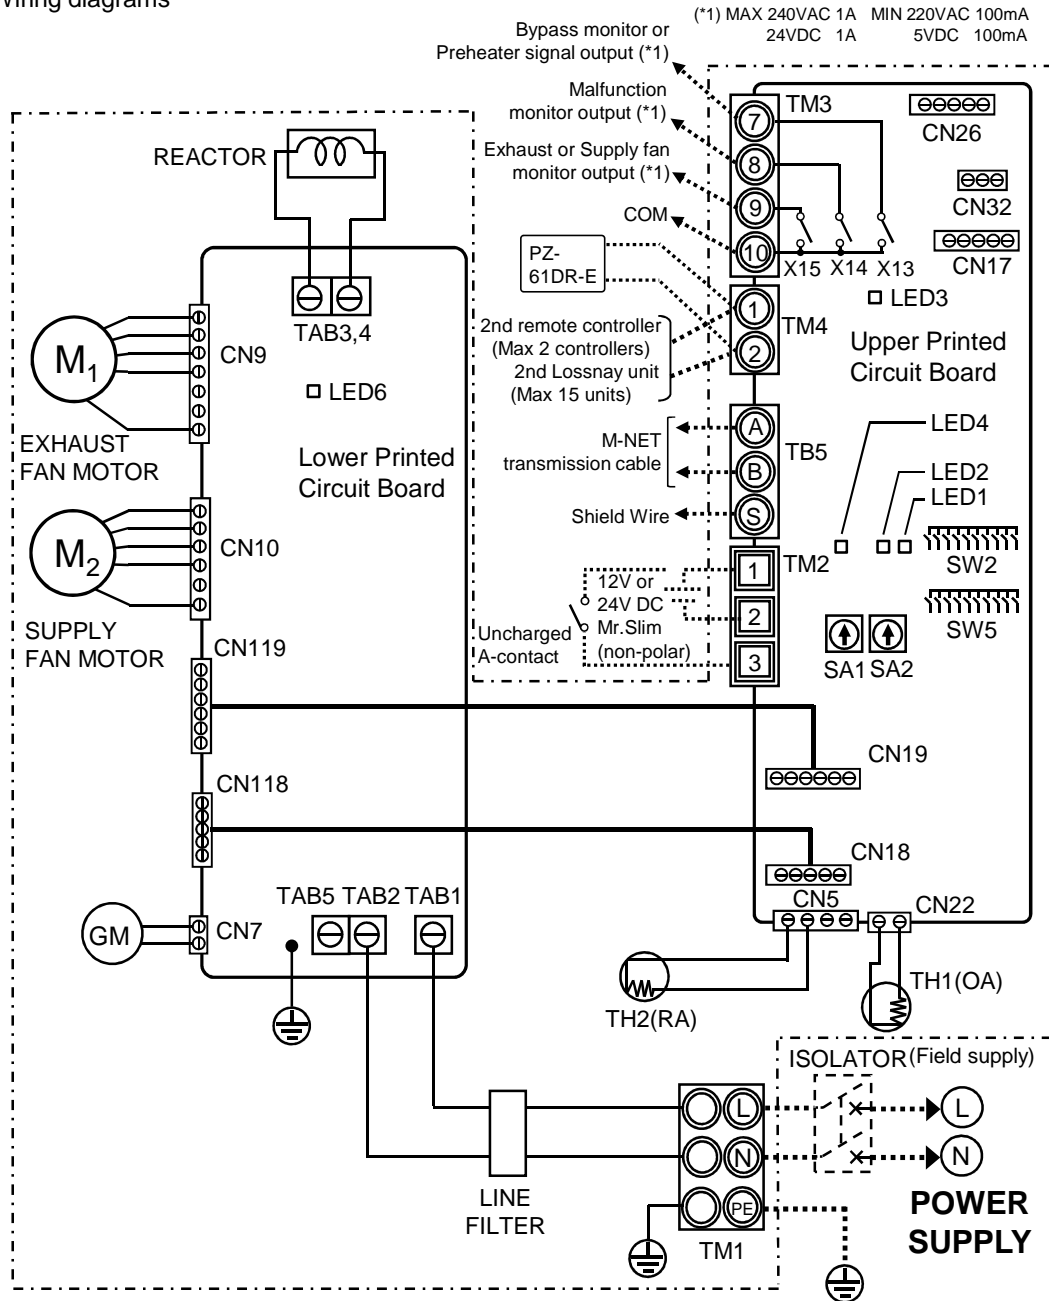 Wiring diagrams
(*1) MAX 240VAC 1A MIN 220VAC 100mA
24VDC 1A 5VDC 100mA
Bypass monitor or
Preheater signal output (*1)
Malfunction
monitor output (*1)
Exhaust or Supply fan
monitor output (*1)
COM
PZ-
61DR-E
2nd remote controller
(Max 2 controllers)
2nd Lossnay unit
(Max 15 units)
M-NET
transmission cable
Shield Wire
12V or
24V DC
Mr.Slim
(non-polar)
Uncharged
A-contact
7
8
9
10
TM3
X15 X14 X13
CN26
CN32
CN17
LED3
1
2
TM4
Upper Printed
Circuit Board
A
B
S
TB5
LED4
LED2
LED1
1
2
3
TM2
SW2
SW5
SA1 SA2
CN19
CN18
CN5
CN22
TH2(RA)
TH1(OA)
REACTOR
TAB3,4
LED6
Lower Printed
Circuit Board
M1
EXHAUST
FAN MOTOR
CN9
M2
SUPPLY
FAN MOTOR
CN10
CN119
CN118
GM
CN7
TAB5 TAB2 TAB1
LINE
FILTER
L
N
PE
TM1
ISOLATOR (Field supply)
L
N
POWER
SUPPLY